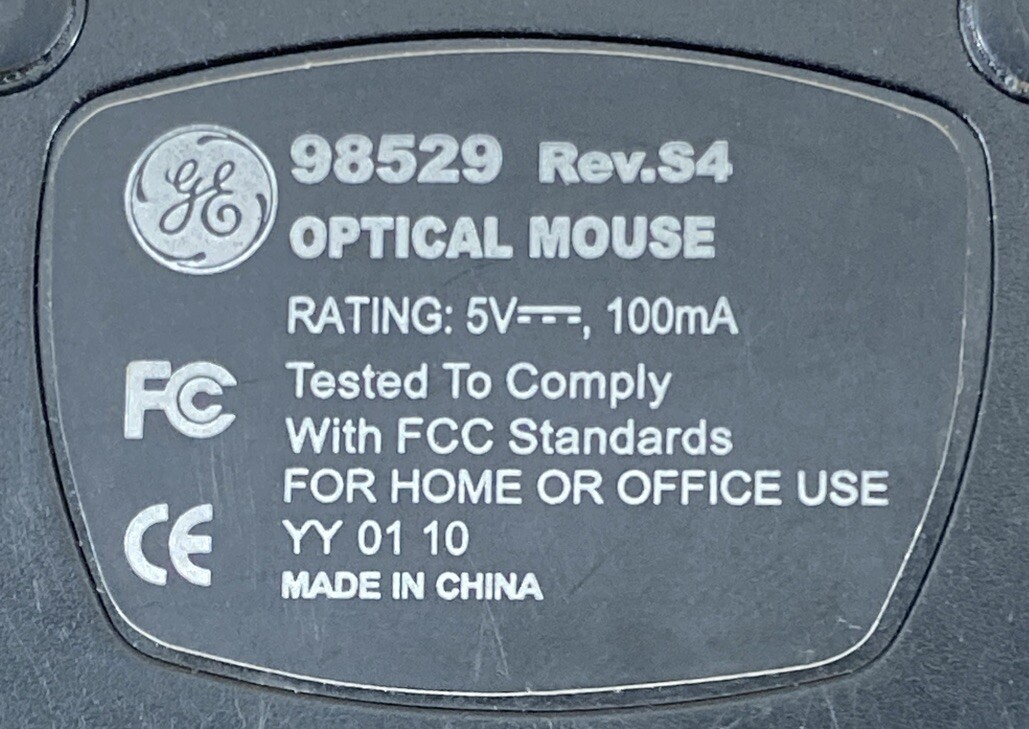 GE 98529 Rev.S4
OPTICAL MOUSE
RATING: 5V⎓, 100mA
FC Tested To Comply
With FCC Standards
FOR HOME OR OFFICE USE
CE YY 01 10
MADE IN CHINA